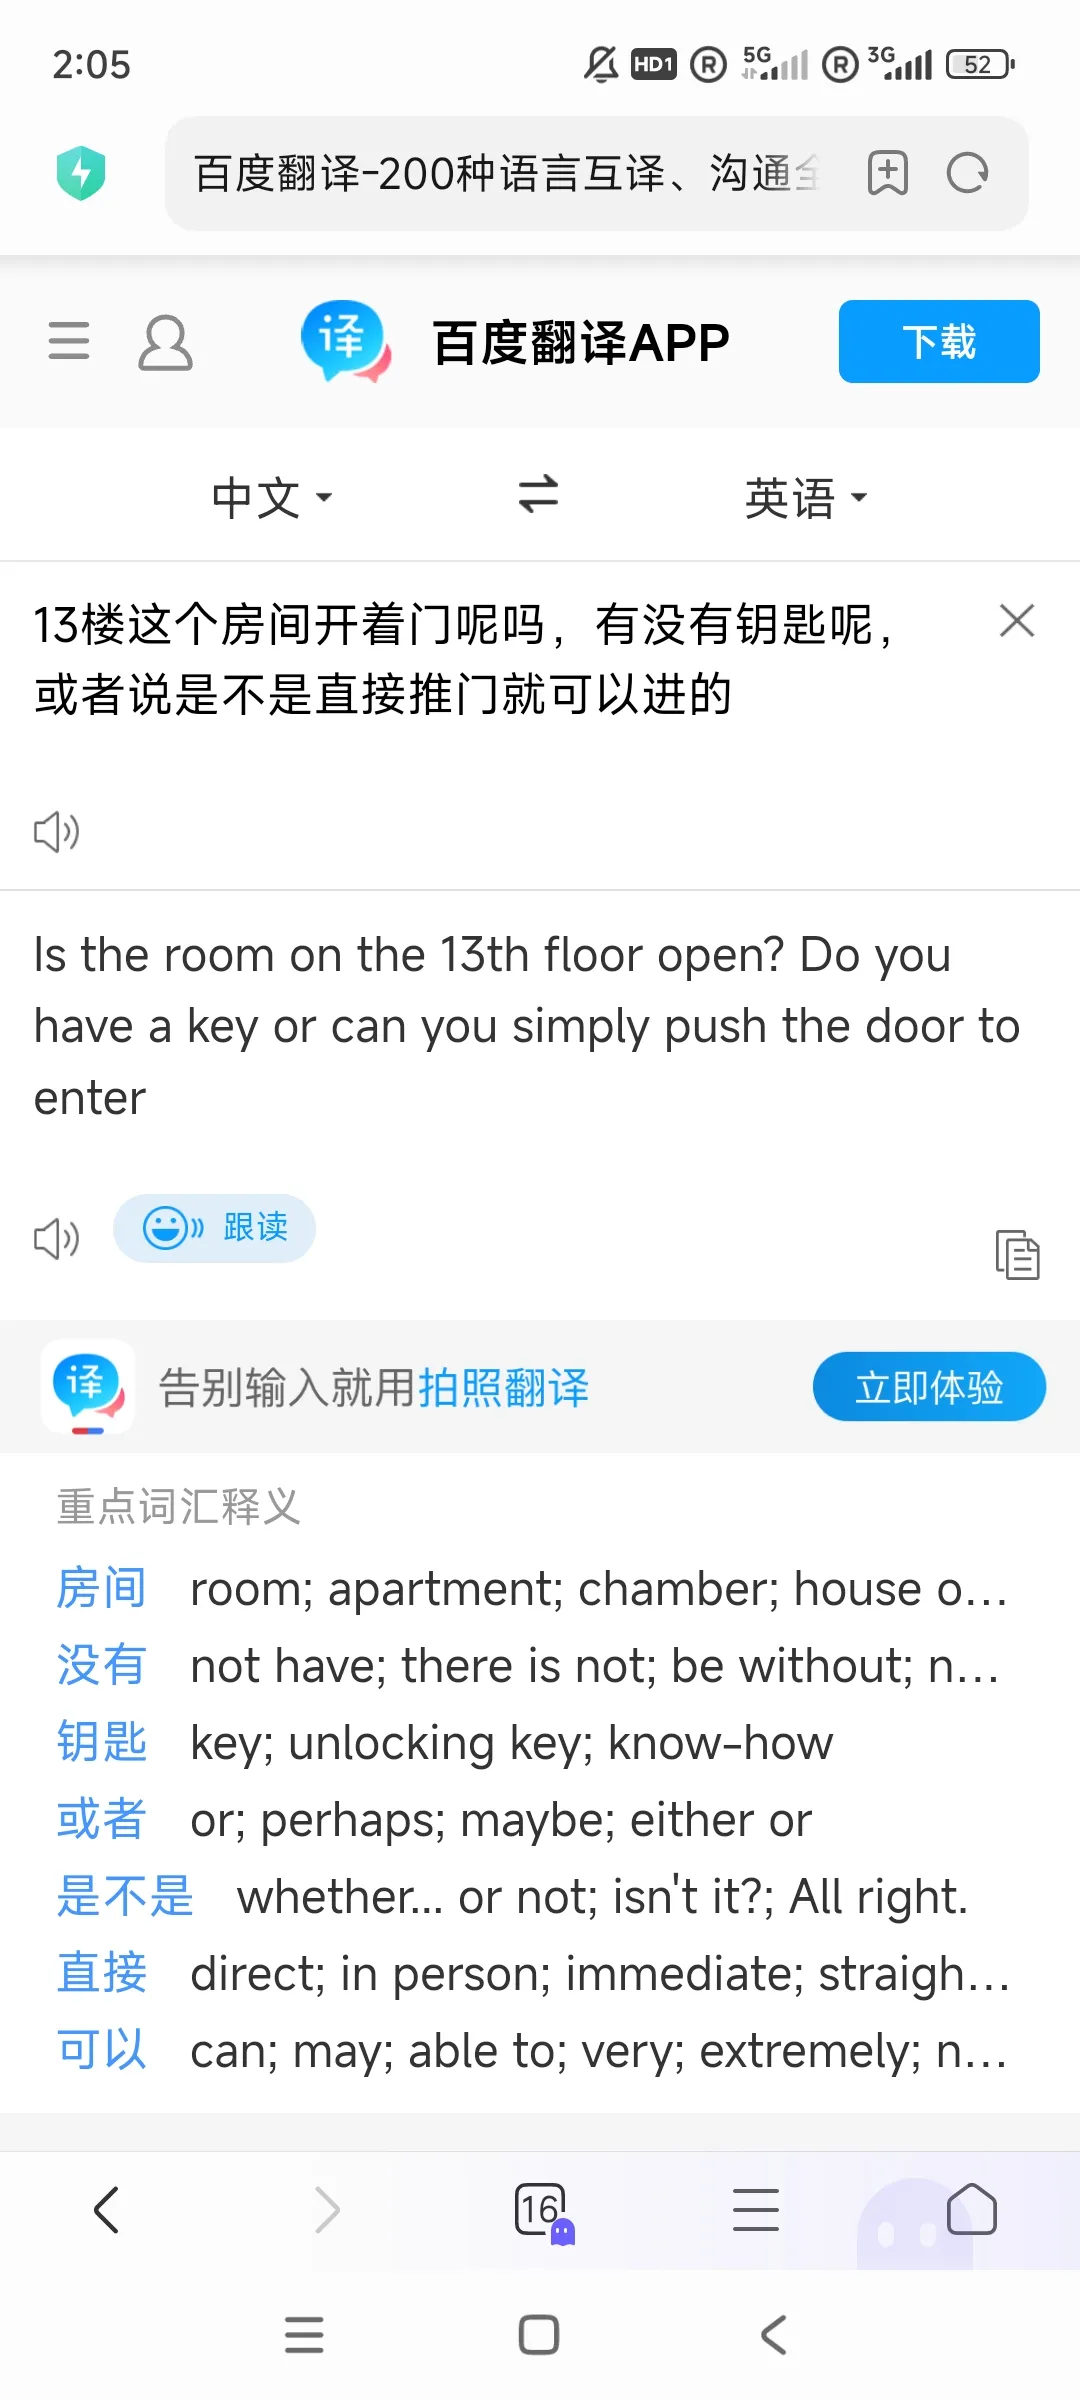 2:05
HD1 R 5G R 3G 52
百度翻译-200种语言互译、沟通全
译 百度翻译APP 下载
中文 英语
13楼这个房间开着门呢吗，有没有钥匙呢，
或者说是不是直接推门就可以进的
Is the room on the 13th floor open? Do you
have a key or can you simply push the door to
enter
跟读
译 告别输入就用拍照翻译 立即体验
重点词汇释义
房间 room; apartment; chamber; house o...
没有 not have; there is not; be without; n...
钥匙 key; unlocking key; know-how
或者 or; perhaps; maybe; either or
是不是 whether... or not; isn't it?; All right.
直接 direct; in person; immediate; straigh...
可以 can; may; able to; very; extremely; n...
16